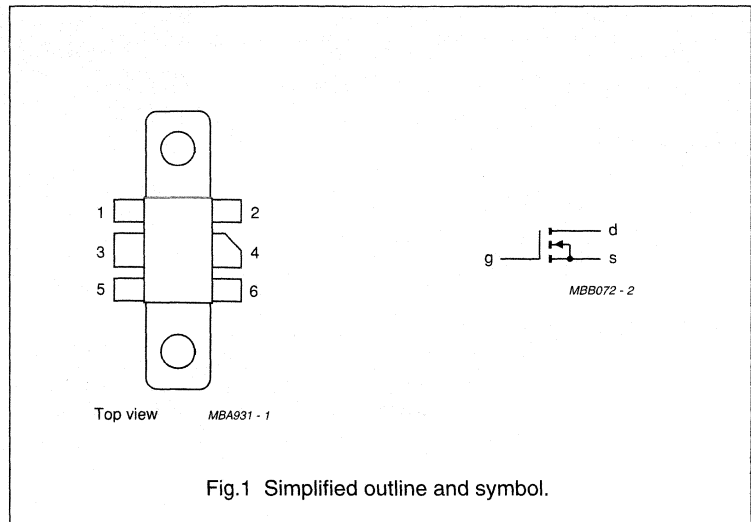 1
2
3
4
5
6
g
d
s
MBB072 - 2
Top view
MBA931 - 1
Fig.1 Simplified outline and symbol.